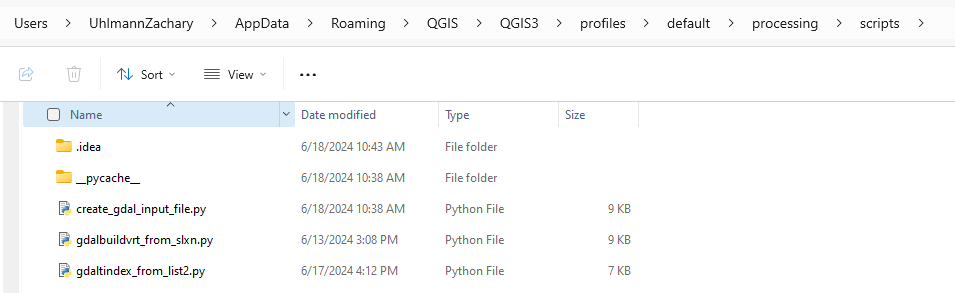 Users > UhlmannZachary > AppData > Roaming > QGIS > QGIS3 > profiles > default > processing > scripts >
Sort View ...
Name Date modified Type Size
.idea 6/18/2024 10:43 AM File folder
__pycache__ 6/18/2024 10:38 AM File folder
create_gdal_input_file.py 6/18/2024 10:38 AM Python File 9 KB
gdalbuildvrt_from_slxn.py 6/13/2024 3:08 PM Python File 9 KB
gdaltindex_from_list2.py 6/17/2024 4:12 PM Python File 7 KB